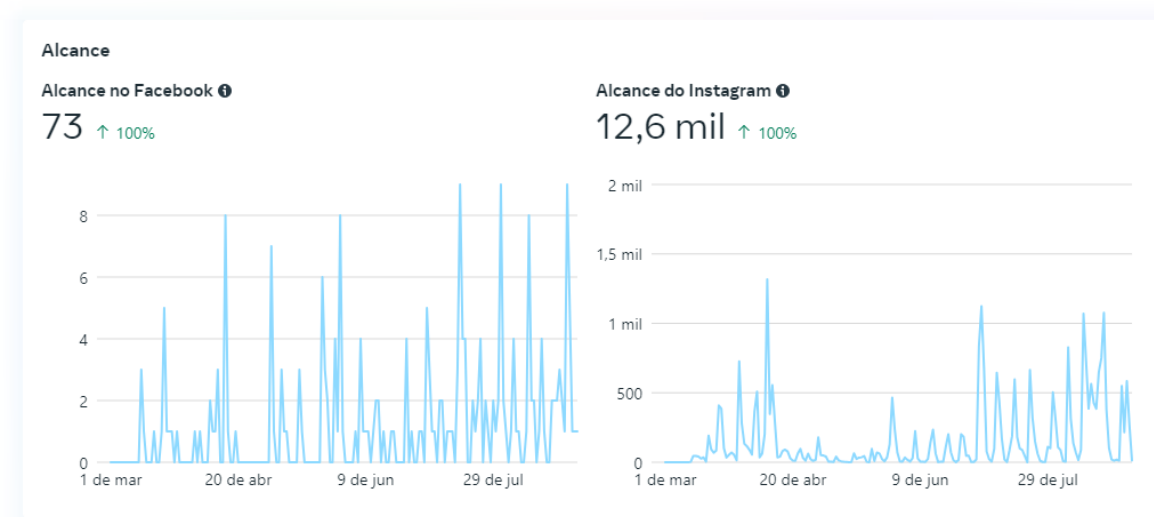 Alcance
Alcance no Facebook
73 ↑ 100%
8
6
4
2
0
1 de mar 20 de abr 9 de jun 29 de jul
Alcance do Instagram
12,6 mil ↑ 100%
2 mil
1,5 mil
1 mil
500
0
1 de mar 20 de abr 9 de jun 29 de jul